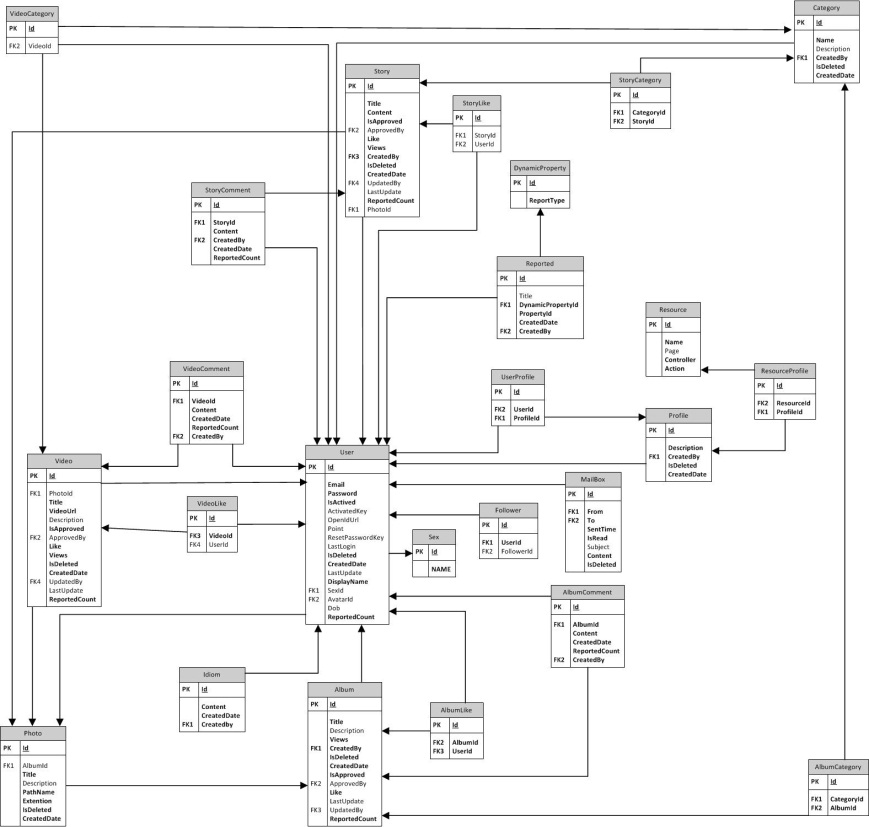 VideoCategory
PK Id
FK2 VideoId
Category
PK Id
Name
Description
FK1 CreatedBy
IsDeleted
CreatedDate
Story
PK Id
Title
Content
IsApproved
FK2 ApprovedBy
Like
Views
FK3 CreatedBy
IsDeleted
CreatedDate
FK4 UpdatedBy
LastUpdate
ReportedCount
FK1 PhotoId
StoryCategory
PK Id
FK1 CategoryId
FK2 StoryId
StoryLike
PK Id
FK1 StoryId
FK2 UserId
DynamicProperty
PK Id
ReportType
StoryComment
PK Id
FK1 StoryId
Content
FK2 CreatedBy
CreatedDate
ReportedCount
Reported
PK Id
Title
FK1 DynamicPropertyId
PropertyId
CreatedDate
FK2 CreatedBy
Resource
PK Id
Name
Page
Controller
Action
VideoComment
PK Id
FK1 VideoId
Content
CreatedDate
ReportedCount
FK2 CreatedBy
UserProfile
PK Id
FK2 UserId
FK1 ProfileId
ResourceProfile
PK Id
FK2 ResourceId
FK1 ProfileId
Profile
PK Id
Description
FK1 CreatedBy
IsDeleted
CreatedDate
Video
PK Id
FK1 PhotoId
Title
VideoUrl
Description
IsApproved
FK2 ApprovedBy
Like
Views
IsDeleted
CreatedDate
FK4 UpdatedBy
LastUpdate
ReportedCount
User
PK Id
Email
Password
IsActived
ActivatedKey
OpenIdUrl
Point
ResetPasswordKey
LastLogin
IsDeleted
CreatedDate
LastUpdate
DisplayName
FK1 SexId
FK2 AvatarId
Dob
ReportedCount
VideoLike
PK Id
FK3 VideoId
FK4 UserId
MailBox
PK Id
FK1 From
FK2 To
SentTime
IsRead
Subject
Content
IsDeleted
Follower
PK Id
FK1 UserId
FK2 FollowerId
Sex
PK Id
NAME
AlbumComment
PK Id
FK1 AlbumId
Content
CreatedDate
ReportedCount
FK2 CreatedBy
Idiom
PK Id
Content
CreatedDate
FK1 Createdby
Album
PK Id
Title
Description
Views
FK1 CreatedBy
IsDeleted
CreatedDate
IsApproved
FK2 ApprovedBy
Like
LastUpdate
FK3 UpdatedBy
ReportedCount
AlbumLike
PK Id
FK2 AlbumId
FK3 UserId
Photo
PK Id
FK1 AlbumId
Title
Description
PathName
Extention
IsDeleted
CreatedDate
AlbumCategory
PK Id
FK1 CategoryId
FK2 AlbumId